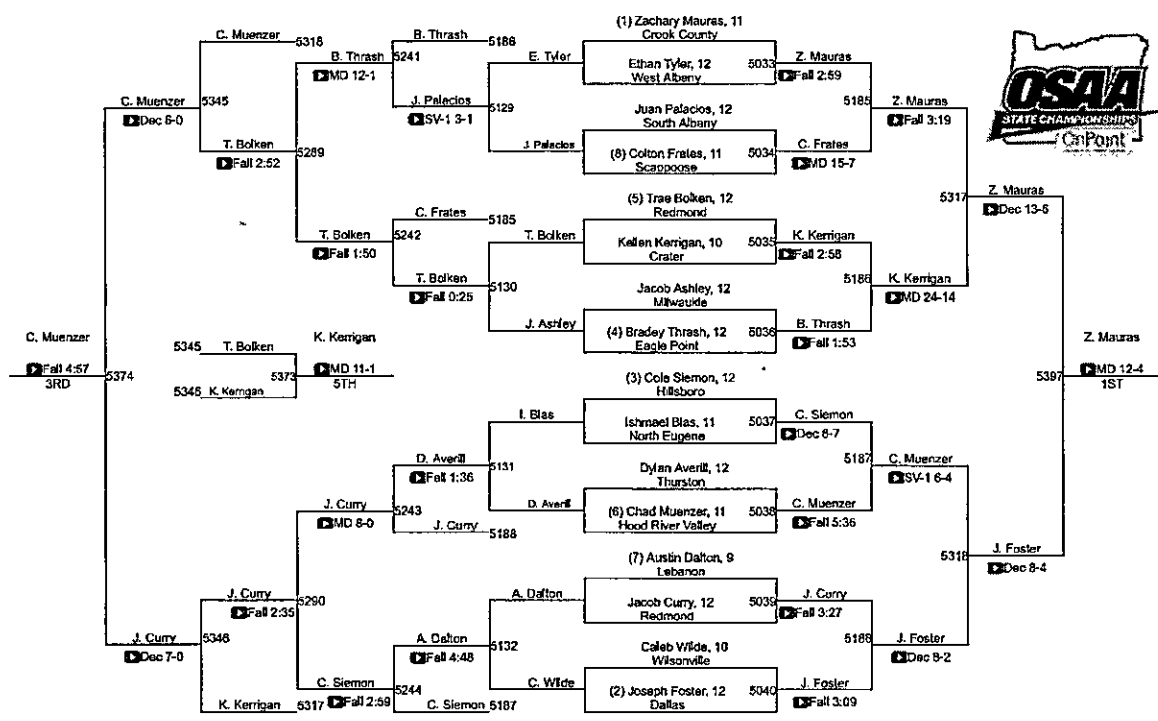 (1) Zachary Mauras, 11
Crook County
Ethan Tyler, 12
West Albany
5033
Juan Palacios, 12
South Albany
(8) Colton Frates, 11
Scappoose
5034
(5) Trae Bolken, 12
Redmond
Kellen Kerrigan, 10
Crater
5035
Jacob Ashley, 12
Milwaukie
(4) Bradey Thrash, 12
Eagle Point
5036
(3) Cole Siemon, 12
Hillsboro
Ishmael Blas, 11
North Eugene
5037
Dylan Averill, 12
Thurston
(6) Chad Muenzer, 11
Hood River Valley
5038
(7) Austin Dalton, 9
Lebanon
Jacob Curry, 12
Redmond
5039
Caleb Wilde, 10
Wilsonville
(2) Joseph Foster, 12
Dallas
5040
Z. Mauras
Fall 2:59
5185
C. Frates
MD 15-7
K. Kerrigan
Fall 2:58
5186
B. Thrash
Fall 1:53
C. Siemon
Dec 8-7
5187
C. Muenzer
Fall 5:36
J. Curry
Fall 3:27
5188
J. Foster
Fall 3:09
Z. Mauras
Fall 3:19
5317
K. Kerrigan
MD 24-14
C. Muenzer
SV-1 6-4
5318
J. Foster
Dec 8-2
Z. Mauras
Dec 13-6
5397
J. Foster
Dec 8-4
Z. Mauras
MD 12-4
1ST
OSAA
STATE CHAMPIONSHIPS
OnPoint
E. Tyler
5129
J. Palacios
T. Bolken
5130
J. Ashley
I. Blas
5131
D. Averill
A. Dalton
5132
C. Wilde
B. Thrash
5186
5241
J. Palacios
SV-1 3-1
C. Frates
5185
5242
T. Bolken
Fall 0:25
D. Averill
Fall 1:36
5243
J. Curry
5188
A. Dalton
Fall 4:48
5244
C. Siemon
5187
B. Thrash
MD 12-1
5289
T. Bolken
Fall 1:50
J. Curry
MD 8-0
5290
C. Siemon
Fall 2:59
C. Muenzer
5318
5345
T. Bolken
Fall 2:52
J. Curry
Fall 2:35
5346
K. Kerrigan
5317
C. Muenzer
Dec 6-0
5374
J. Curry
Dec 7-0
C. Muenzer
Fall 4:57
3RD
5345
T. Bolken
5373
5346
K. Kerrigan
K. Kerrigan
MD 11-1
5TH